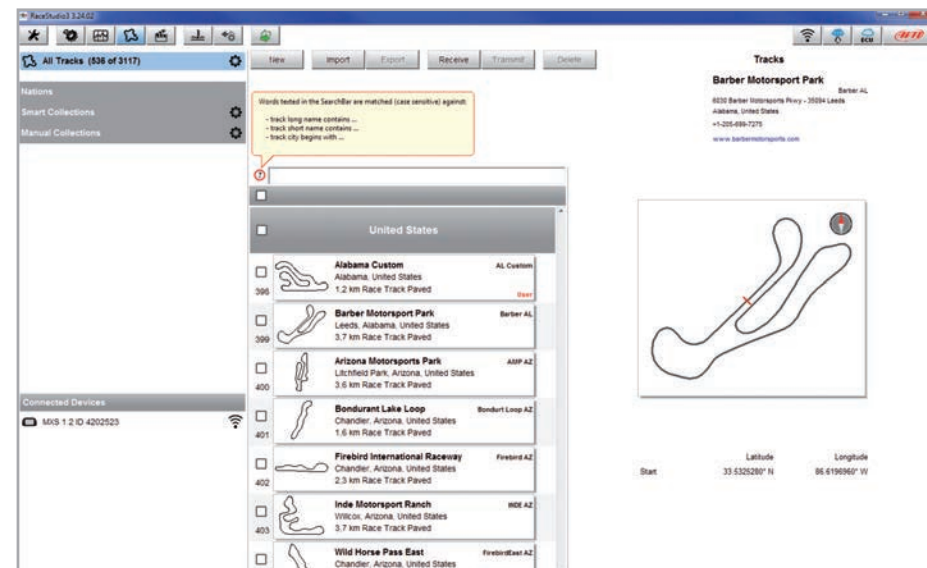 RaceStudio3 3.24.02
ECU
All Tracks (536 of 3117)
Nations
Smart Collections
Manual Collections
Connected Devices
MXS 1.2 ID 4202523
New Import Export Receive Transmit Delete
Words texted in the SearchBar are matched (case sensitive) against:
- track long name contains ...
- track short name contains ...
- track city begins with ...
?
United States
Alabama Custom AL Custom
Alabama, United States
1,2 km Race Track Paved User
396
Barber Motorsport Park Barber AL
Leeds, Alabama, United States
3,7 km Race Track Paved
399
Arizona Motorsports Park AMP AZ
Litchfield Park, Arizona, United States
3.6 km Race Track Paved
400
Bondurant Lake Loop Bondurt Loop AZ
Chandler, Arizona, United States
1.6 km Race Track Paved
401
Firebird International Raceway Firebird AZ
Chandler, Arizona, United States
2,3 km Race Track Paved
402
Inde Motorsport Ranch INDE AZ
Willcox, Arizona, United States
3.7 km Race Track Paved
403
Wild Horse Pass East FirebirdEast AZ
Chandler, Arizona, United States
Tracks
Barber Motorsport Park
Barber AL
6030 Barber Motorsports Pkwy - 35094 Leeds
Alabama, United States
+1-205-699-7275
www.barbermotorsports.com
Latitude Longitude
Start 33.5325280° N 86.6196960° W